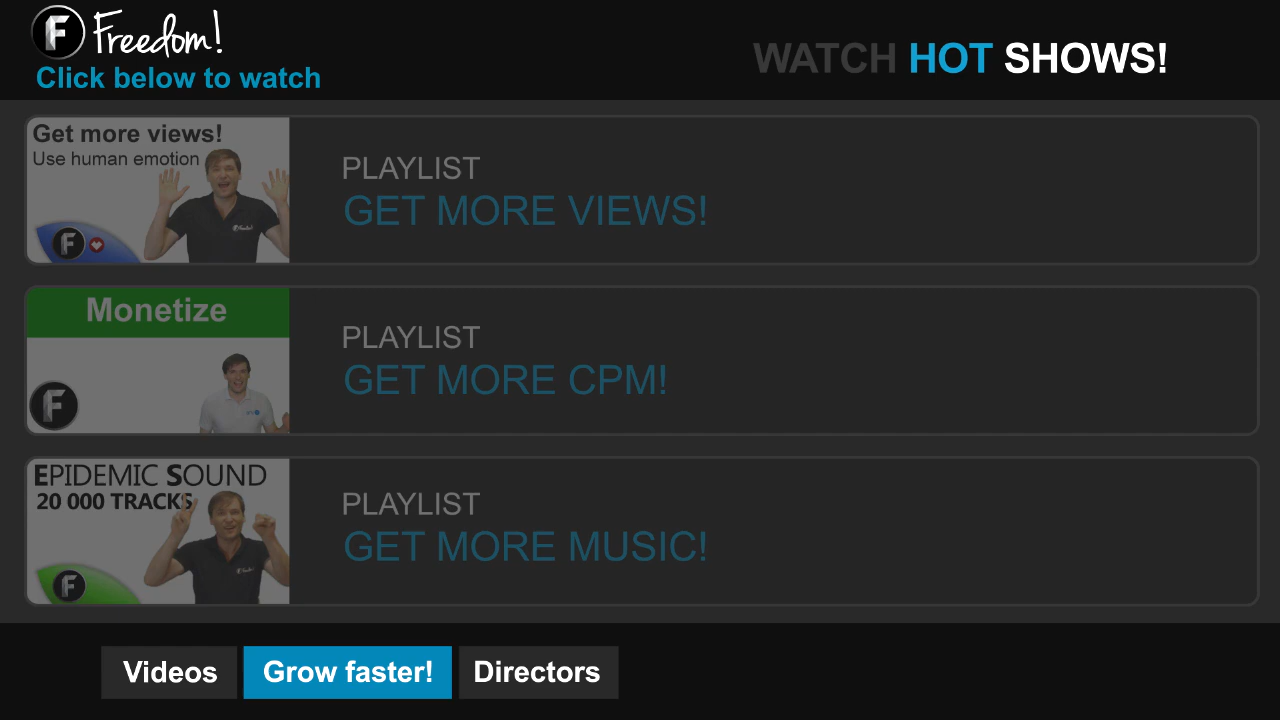 F Freedom!
Click below to watch
WATCH HOT SHOWS!
Get more views!
Use human emotion
F
PLAYLIST
GET MORE VIEWS!
Monetize
F
PLAYLIST
GET MORE CPM!
EPIDEMIC SOUND
20 000 TRACKS
F
PLAYLIST
GET MORE MUSIC!
Videos
Grow faster!
Directors